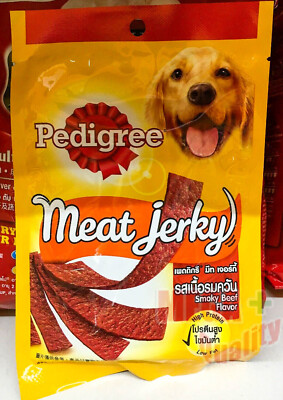 Pedigree
meat jerky
เพดดิกรี มีท เจอร์กี้
รสเนื้อรมควัน
Smoky Beef
Flavor
High Protein
โปรตีนสูง
ไขมันต่ำ
Low Fat